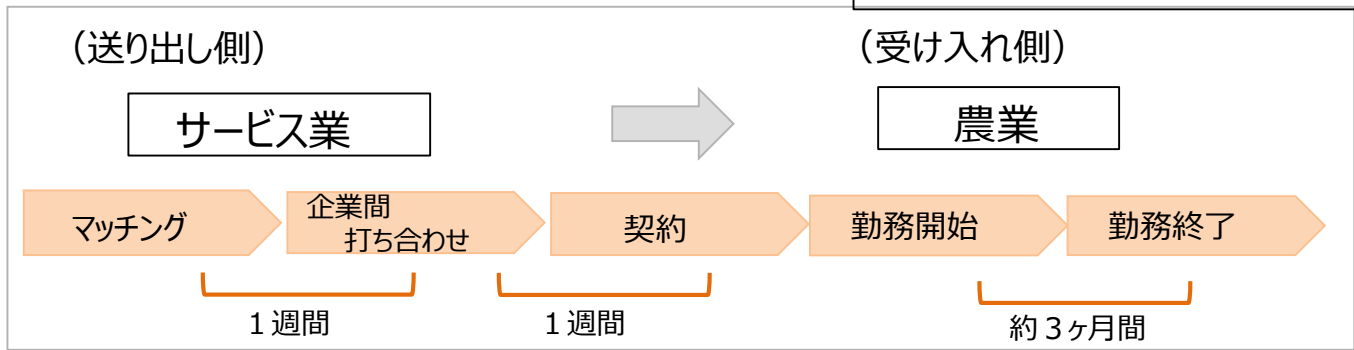 （送り出し側）
（受け入れ側）
サービス業
農業
マッチング
企業間
打ち合わせ
契約
勤務開始
勤務終了
１週間
１週間
約３ヶ月間